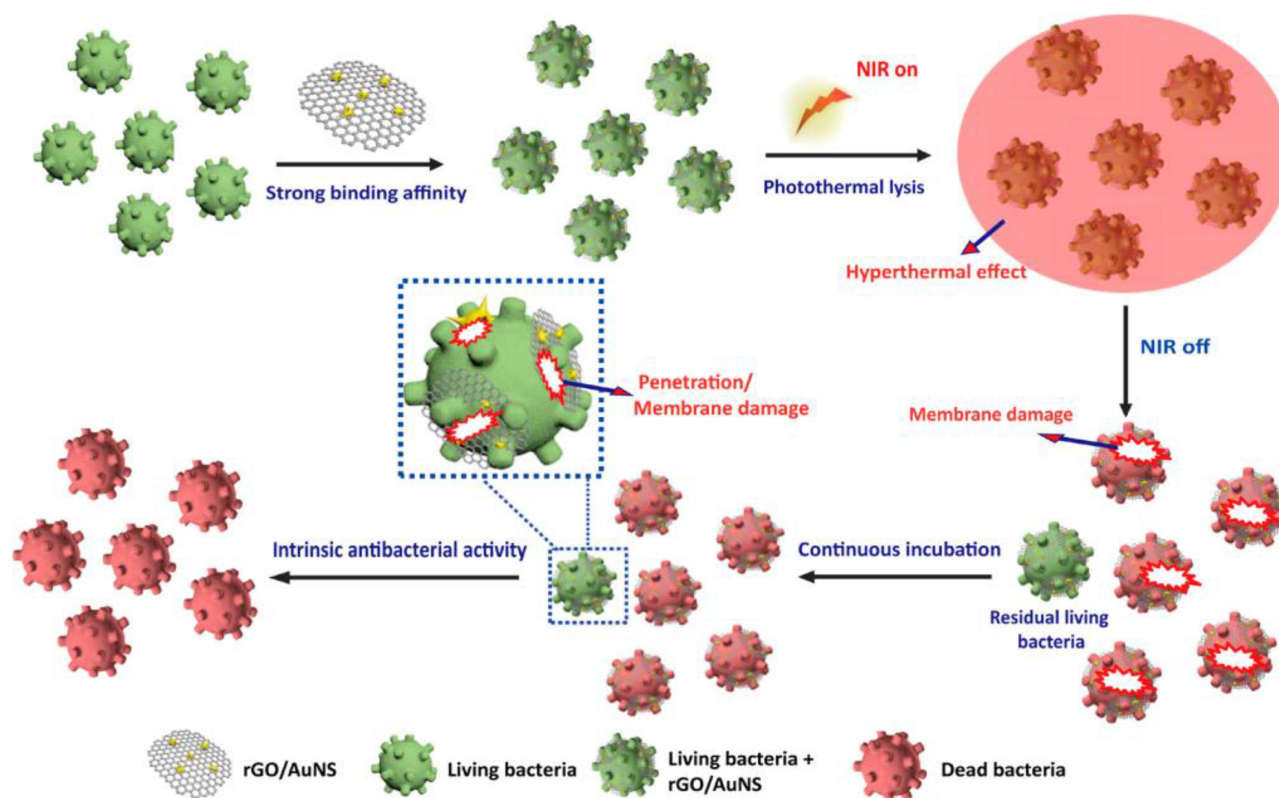 NIR on
Strong binding affinity
Photothermal lysis
Hyperthermal effect
NIR off
Penetration/
Membrane damage
Membrane damage
Intrinsic antibacterial activity
Continuous incubation
Residual living
bacteria
rGO/AuNS
Living bacteria
Living bacteria +
rGO/AuNS
Dead bacteria